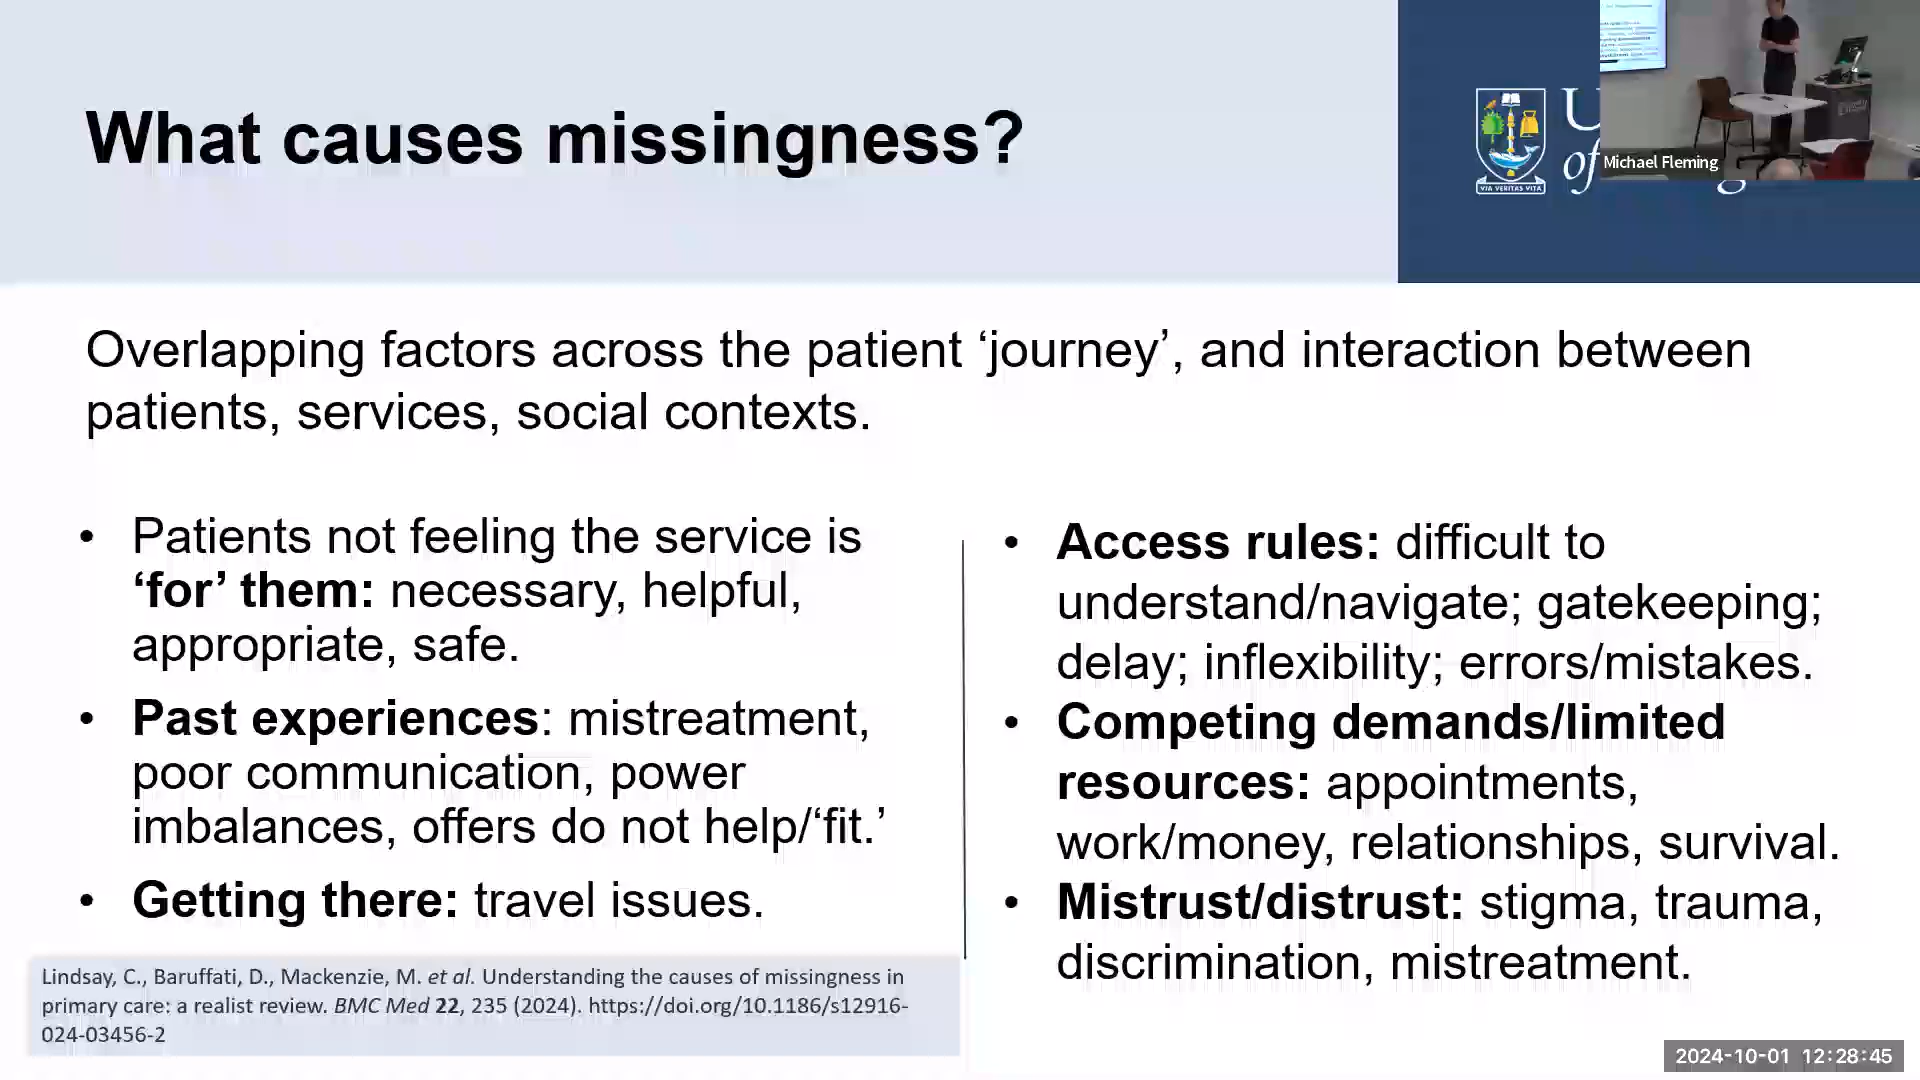 What causes missingness?
U
of
g
VIA VERITAS VITA
Michael Fleming
Overlapping factors across the patient ‘journey’, and interaction between
patients, services, social contexts.
• Patients not feeling the service is
‘for’ them: necessary, helpful,
appropriate, safe.
• Past experiences: mistreatment,
poor communication, power
imbalances, offers do not help/‘fit.’
• Getting there: travel issues.
• Access rules: difficult to
understand/navigate; gatekeeping;
delay; inflexibility; errors/mistakes.
• Competing demands/limited
resources: appointments,
work/money, relationships, survival.
• Mistrust/distrust: stigma, trauma,
discrimination, mistreatment.
Lindsay, C., Baruffati, D., Mackenzie, M. et al. Understanding the causes of missingness in
primary care: a realist review. BMC Med 22, 235 (2024). https://doi.org/10.1186/s12916-
024-03456-2
2024-10-01 12:28:45